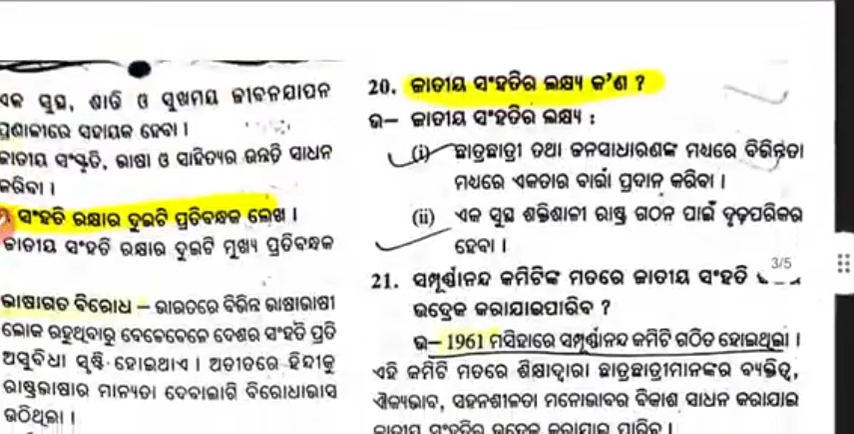 ଏକ ସୁସ୍ଥ, ଶାନ୍ତି ଓ ସୁଖମୟ ଜୀବନଯାପନ
ପ୍ରଣାଳୀରେ ସହାୟକ ହେବା ।
ଜାତୀୟ ସଂସ୍କୃତି, ଭାଷା ଓ ସାହିତ୍ୟର ଉନ୍ନତି ସାଧନ
କରିବା ।
ସଂହତି ରକ୍ଷାର ଦୁଇଟି ପ୍ରତିବନ୍ଧକ ଲେଖ ।
ଜାତୀୟ ସଂହତି ରକ୍ଷାର ଦୁଇଟି ମୁଖ୍ୟ ପ୍ରତିବନ୍ଧକ
ଭାଷାଗତ ବିରୋଧ – ଭାରତରେ ବିଭିନ୍ନ ଭାଷାଭାଷୀ
ଲୋକ ରହୁଥିବାରୁ ବେଳେବେଳେ ଦେଶର ସଂହତି ପ୍ରତି
ଅସୁବିଧା ସୃଷ୍ଟି ହୋଇଥାଏ । ଅତୀତରେ ହିନ୍ଦୀକୁ
ରାଷ୍ଟ୍ରଭାଷାର ମାନ୍ୟତା ଦେବାଲାଗି ବିରୋଧାଭାସ
ଉଠିଥିଲା ।
20. ଜାତୀୟ ସଂହତିର ଲକ୍ଷ୍ୟ କ'ଣ ?
ଉ– ଜାତୀୟ ସଂହତିର ଲକ୍ଷ୍ୟ :
(i) ଛାତ୍ରଛାତ୍ରୀ ତଥା ଜନସାଧାରଣଙ୍କ ମଧ୍ୟରେ ବିଭିନ୍ନତା
ମଧ୍ୟରେ ଏକତାର ବାର୍ତ୍ତା ପ୍ରଦାନ କରିବା ।
(ii) ଏକ ସୁସ୍ଥ ଶକ୍ତିଶାଳୀ ରାଷ୍ଟ୍ର ଗଠନ ପାଇଁ ଦୃଢ଼ପରିକର
ହେବା ।
3/5
21. ସମ୍ପୂର୍ଣ୍ଣାନନ୍ଦ କମିଟିଙ୍କ ମତରେ ଜାତୀୟ ସଂହତି
ଉଦ୍ରେକ କରାଯାଇପାରିବ ?
ଉ– 1961 ମସିହାରେ ସମ୍ପୂର୍ଣ୍ଣାନନ୍ଦ କମିଟି ଗଠିତ ହୋଇଥିଲା ।
ଏହି କମିଟି ମତରେ ଶିକ୍ଷାଦ୍ୱାରା ଛାତ୍ରଛାତ୍ରୀମାନଙ୍କର ବ୍ୟକ୍ତିତ୍ୱ,
ଐକ୍ୟଭାବ, ସହନଶୀଳତା ମନୋଭାବର ବିକାଶ ସାଧନ କରାଯାଇ
ଜାତୀୟ ସଂହତିର ଉଦ୍ରେକ କରାଯାଇ ପାରିବ ।